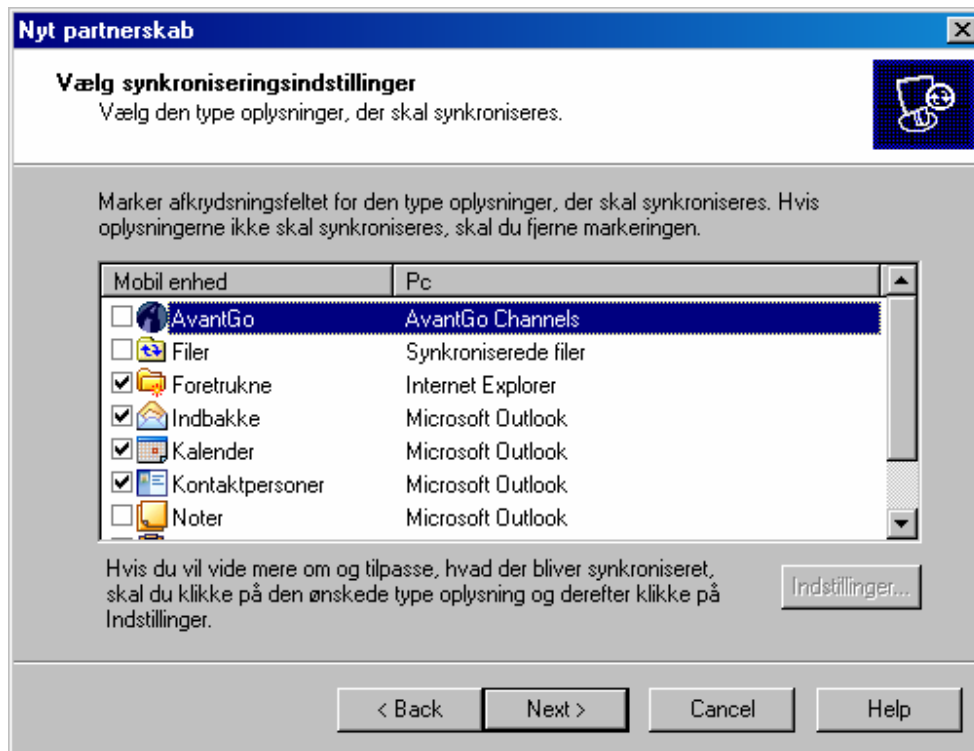 Nyt partnerskab
Vælg synkroniseringsindstillinger
Vælg den type oplysninger, der skal synkroniseres.
Marker afkrydsningsfeltet for den type oplysninger, der skal synkroniseres. Hvis
oplysningerne ikke skal synkroniseres, skal du fjerne markeringen.
Mobil enhed Pc
AvantGo AvantGo Channels
Filer Synkroniserede filer
Foretrukne Internet Explorer
Indbakke Microsoft Outlook
Kalender Microsoft Outlook
Kontaktpersoner Microsoft Outlook
Noter Microsoft Outlook
Hvis du vil vide mere om og tilpasse, hvad der bliver synkroniseret,
skal du klikke på den ønskede type oplysning og derefter klikke på
Indstillinger.
Indstillinger...
< Back Next > Cancel Help